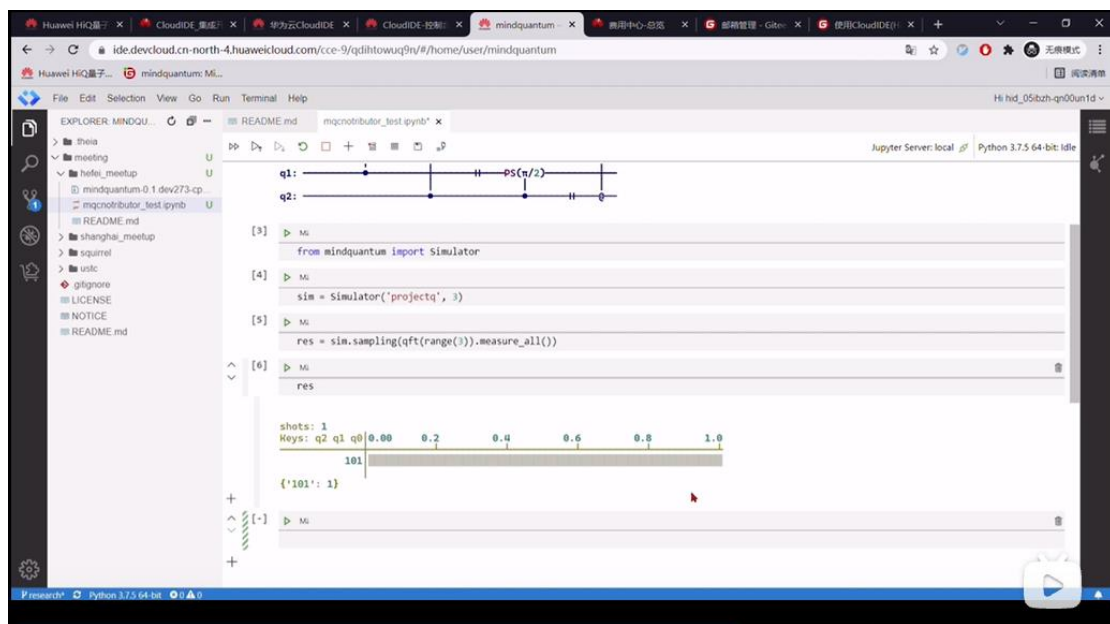 Huawei HiQ量子
CloudIDE_集成开
华为云CloudIDE
CloudIDE-控制
mindquantum -
费用中心-总览
邮箱管理 - Gitee
使用CloudIDE(H
ide.devcloud.cn-north-4.huaweicloud.com/cce-9/qdihtowuq9n/#/home/user/mindquantum
无痕模式
Huawei HiQ量子...
mindquantum: Mi...
阅读清单
File Edit Selection View Go Run Terminal Help
Hi hid_05ibzh-qn00un1d
EXPLORER: MINDQU...
README.md
mqcnotributor_test.ipynb*
.theia
meeting U
hefei_meetup U
mindquantum-0.1.dev273-cp...
mqcnotributor_test.ipynb U
README.md
shanghai_meetup
squirrel
ustc
.gitignore
LICENSE
NOTICE
README.md
Jupyter Server: local
Python 3.7.5 64-bit: Idle
q1: H PS(π/2)
q2: H @
[3] M↓
from mindquantum import Simulator
[4] M↓
sim = Simulator('projectq', 3)
[5] M↓
res = sim.sampling(qft(range(3)).measure_all())
[6] M↓
res
shots: 1
Keys: q2 q1 q0 0.00 0.2 0.4 0.6 0.8 1.0
101
{'101': 1}
[-] M↓
research* Python 3.7.5 64-bit 0 0